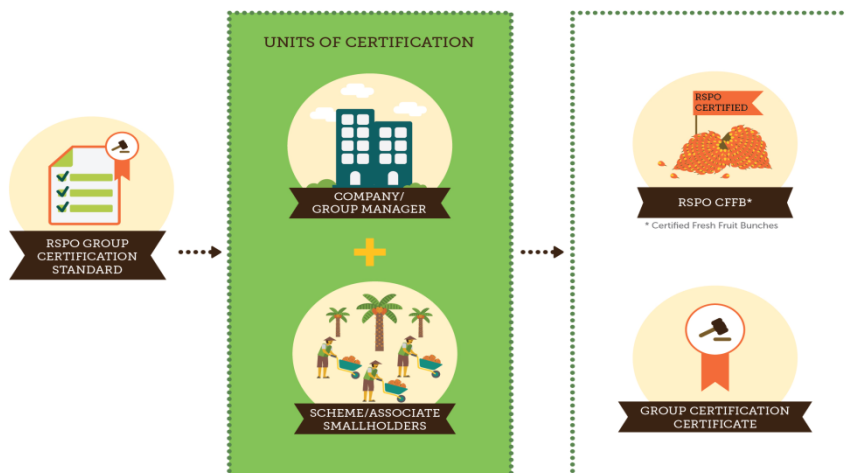 RSPO GROUP
CERTIFICATION
STANDARD
UNITS OF CERTIFICATION
COMPANY/
GROUP MANAGER
+
SCHEME/ASSOCIATE
SMALLHOLDERS
RSPO
CERTIFIED
RSPO CFFB*
* Certified Fresh Fruit Bunches
GROUP CERTIFICATION
CERTIFICATE